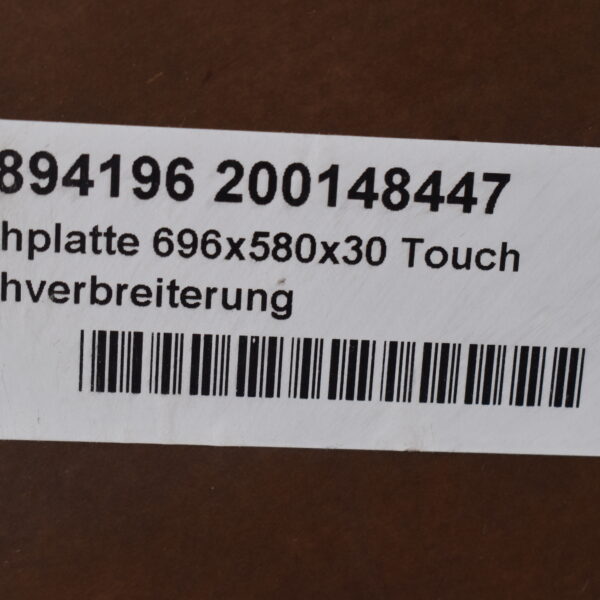 894196 200148447
hplatte 696x580x30 Touch
hverbreiterung